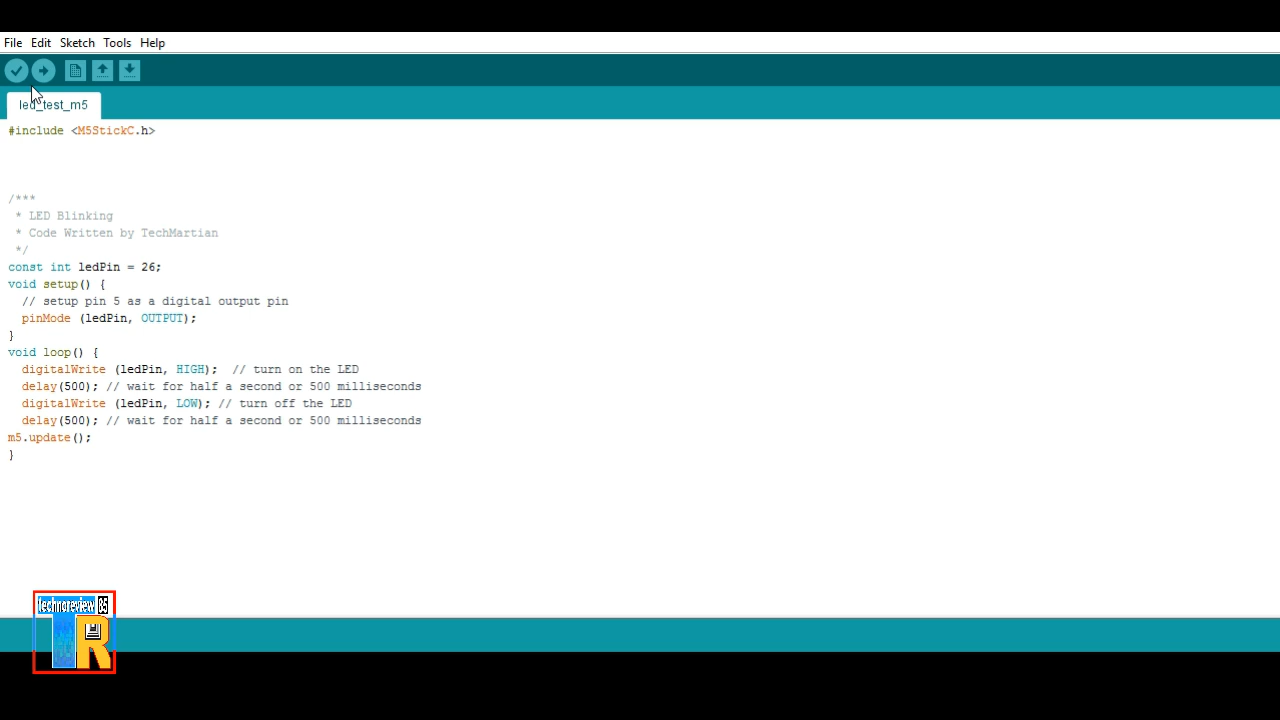 File Edit Sketch Tools Help
led_test_m5
#include <M5StickC.h>
/***
 * LED Blinking
 * Code Written by TechMartian
 */
const int ledPin = 26;
void setup() {
  // setup pin 5 as a digital output pin
  pinMode (ledPin, OUTPUT);
}
void loop() {
  digitalWrite (ledPin, HIGH);  // turn on the LED
  delay(500); // wait for half a second or 500 milliseconds
  digitalWrite (ledPin, LOW); // turn off the LED
  delay(500); // wait for half a second or 500 milliseconds
m5.update();
}
technoreview 85
TR